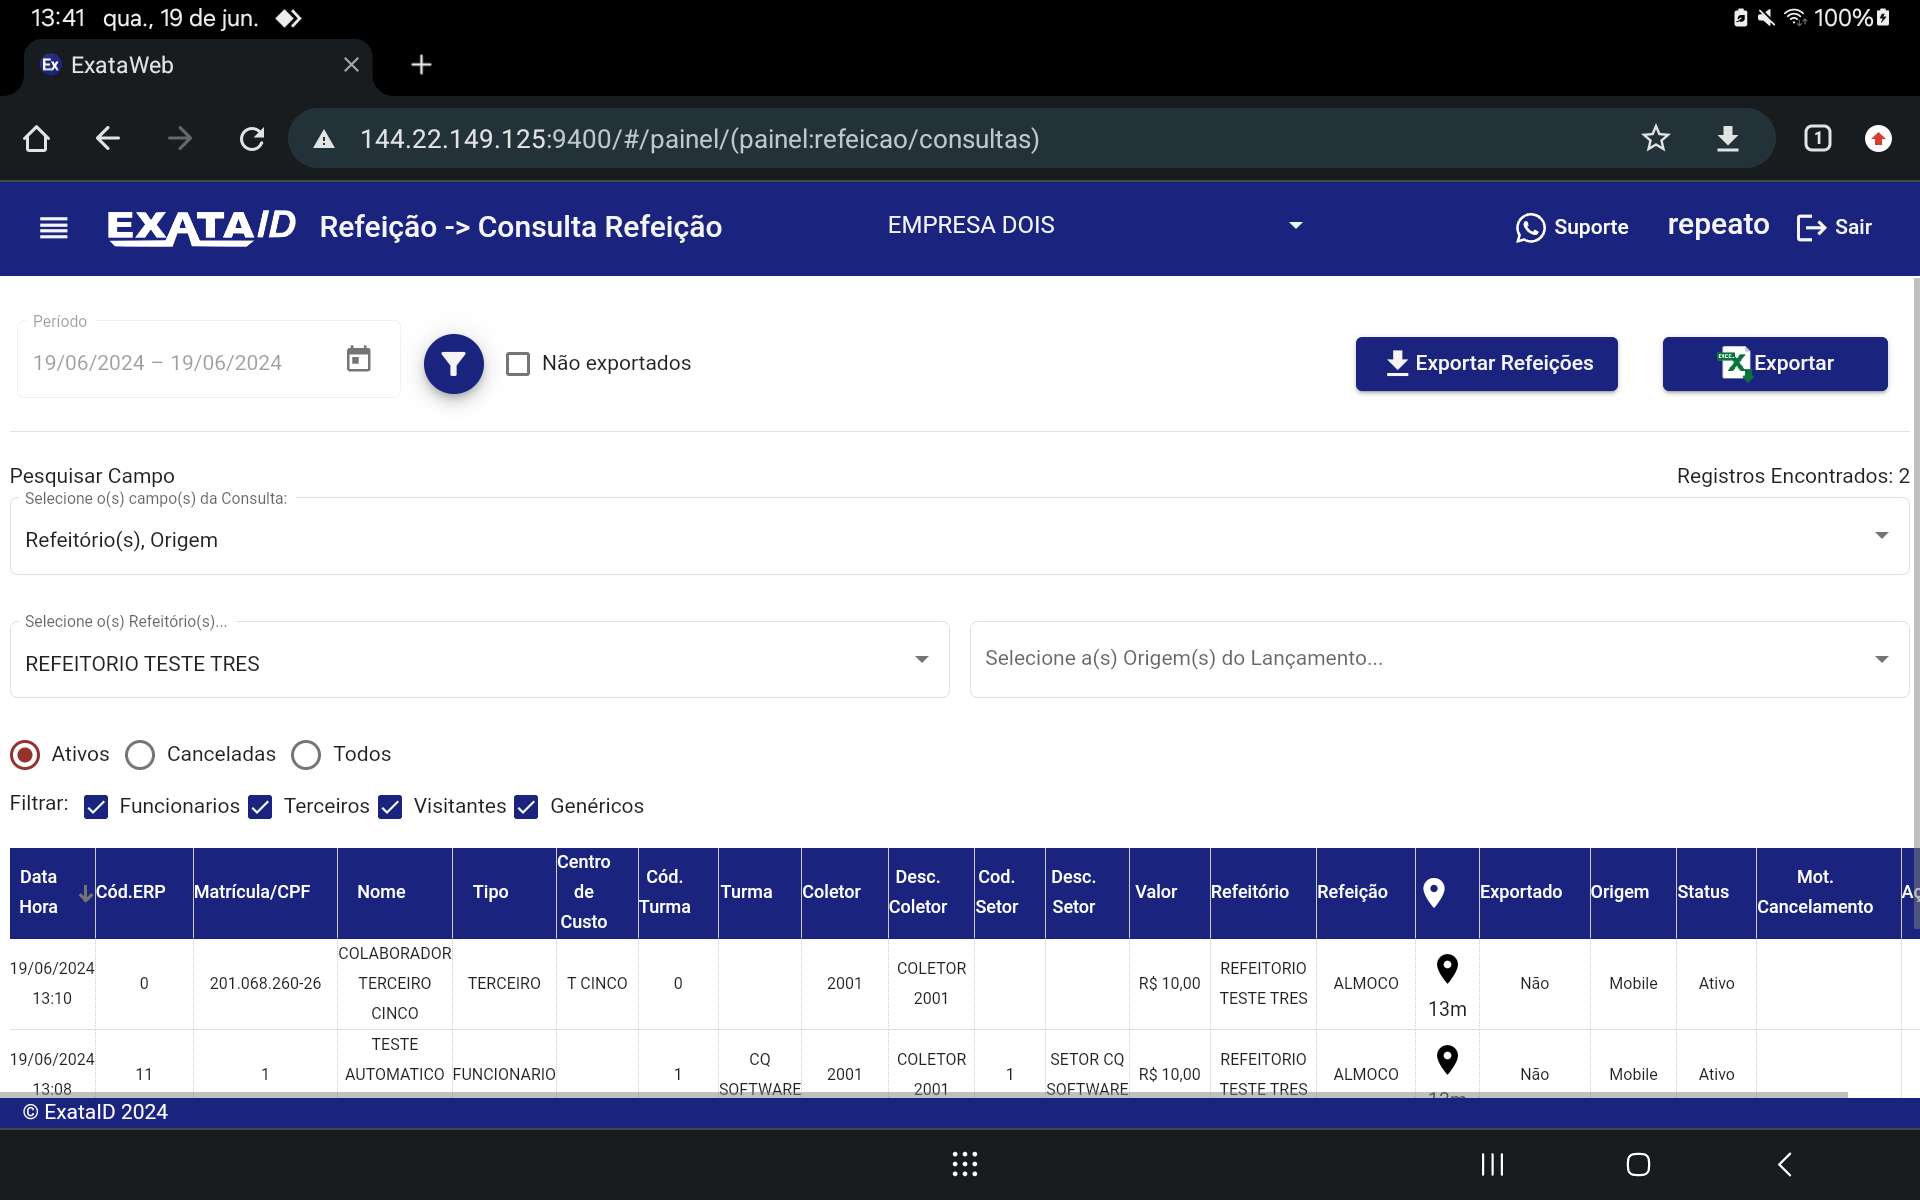 13:41 qua., 19 de jun. 100%
Ex ExataWeb
144.22.149.125:9400/#/painel/(painel:refeicao/consultas) 1
EXATAID Refeição -> Consulta Refeição EMPRESA DOIS Suporte repeato Sair
Período
19/06/2024 – 19/06/2024 Não exportados Exportar Refeições Exportar
Pesquisar Campo Registros Encontrados: 2
Selecione o(s) campo(s) da Consulta:
Refeitório(s), Origem
Selecione o(s) Refeitório(s)...
REFEITORIO TESTE TRES Selecione a(s) Origem(s) do Lançamento...
Ativos Canceladas Todos
Filtrar: Funcionarios Terceiros Visitantes Genéricos
Data Hora Cód.ERP Matrícula/CPF Nome Tipo Centro de Custo Cód. Turma Turma Coletor Desc. Coletor Cod. Setor Desc. Setor Valor Refeitório Refeição Exportado Origem Status Mot. Cancelamento
19/06/2024 13:10 0 201.068.260-26 COLABORADOR TERCEIRO CINCO TERCEIRO T CINCO 0 2001 COLETOR 2001 R$ 10,00 REFEITORIO TESTE TRES ALMOCO 13m Não Mobile Ativo
19/06/2024 13:08 11 1 TESTE AUTOMATICO FUNCIONARIO 1 CQ SOFTWARE 2001 COLETOR 2001 1 SETOR CQ SOFTWARE R$ 10,00 REFEITORIO TESTE TRES ALMOCO Não Mobile Ativo
© ExataID 2024